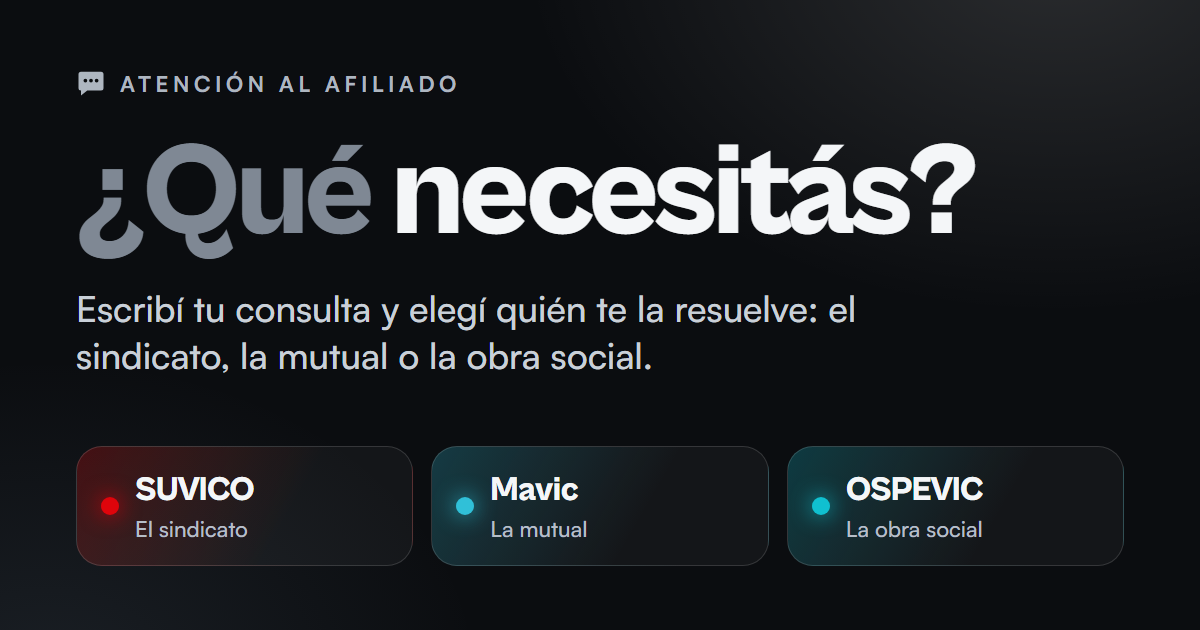 ATENCIÓN AL AFILIADO
¿Qué necesitás?
Escribí tu consulta y elegí quién te la resuelve: el
sindicato, la mutual o la obra social.
SUVICO
El sindicato
Mavic
La mutual
OSPEVIC
La obra social